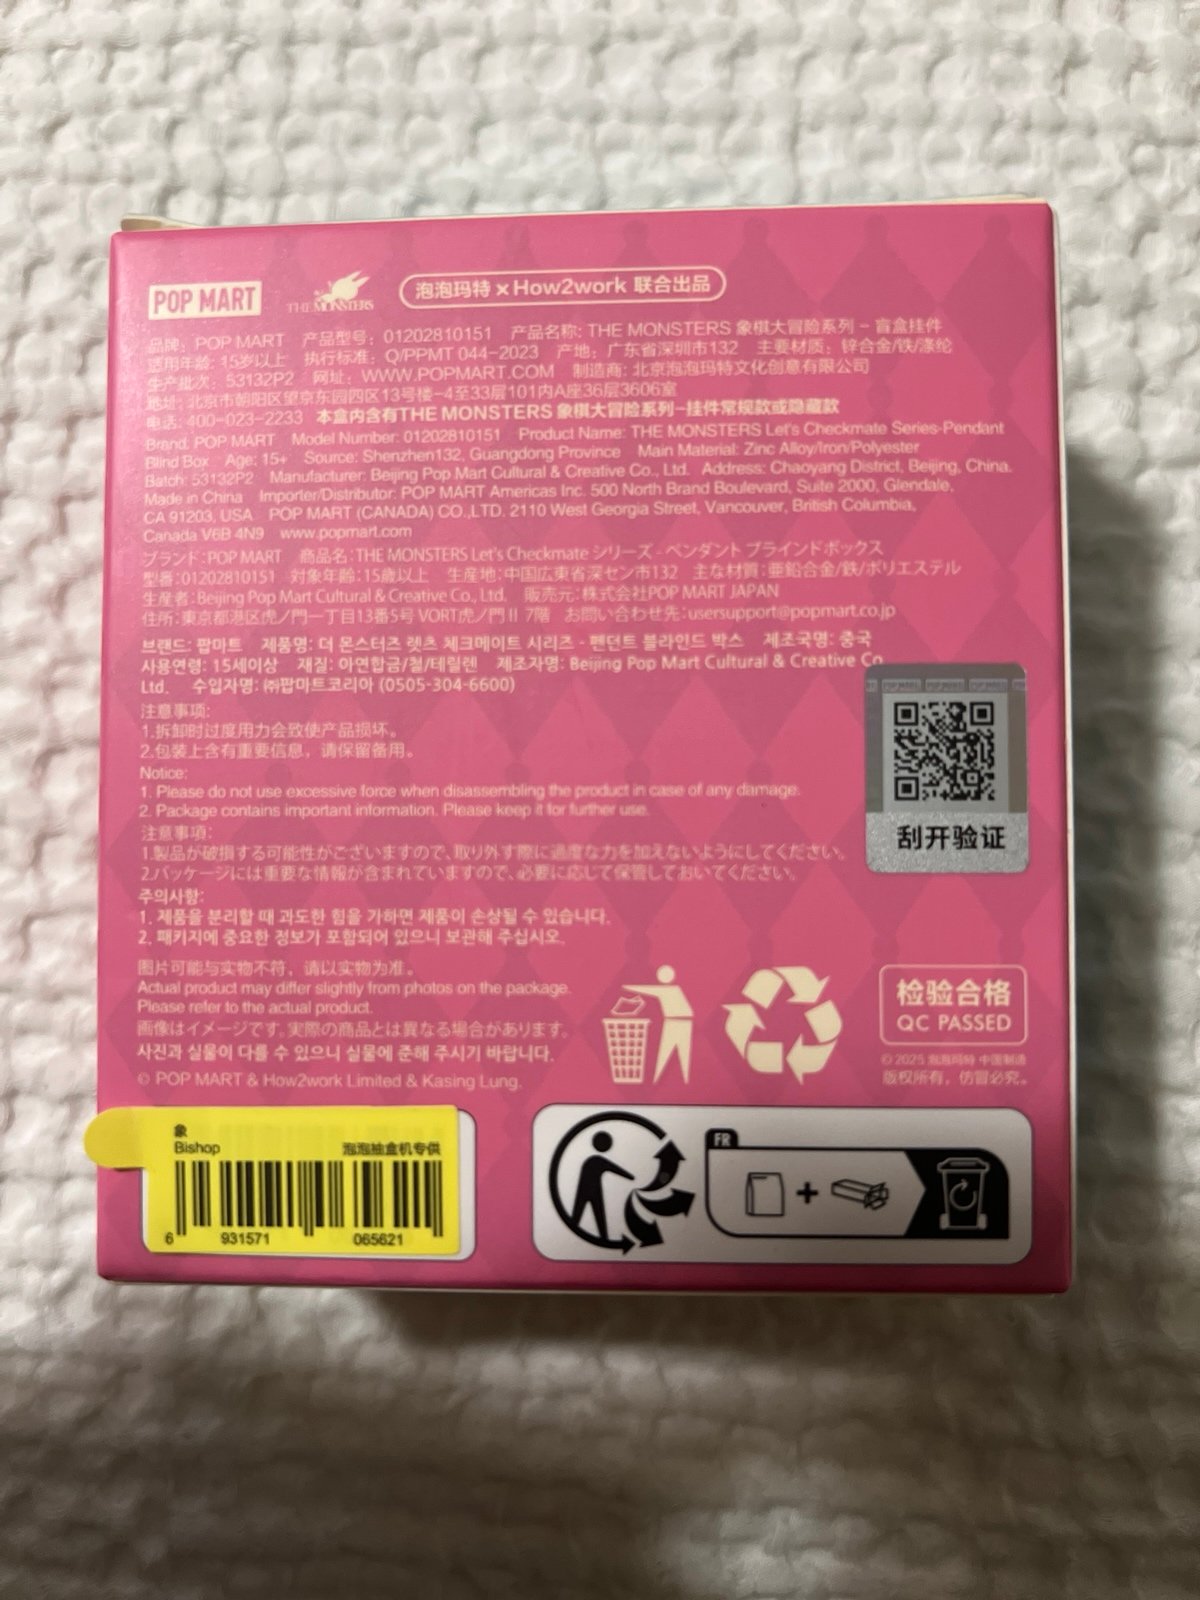 POP MART THE MONSTERS 泡泡玛特 x How2work 联合出品
品牌：POP MART 产品型号：01202810151 产品名称：THE MONSTERS 象棋大冒险系列 - 盲盒挂件
适用年龄：15岁以上 执行标准：Q/PPMT 044-2023 产地：广东省深圳市132 主要材质：锌合金/铁/涤纶
生产批次：53132P2 网址：WWW.POPMART.COM 制造商：北京泡泡玛特文化创意有限公司
地址：北京市朝阳区望京东园四区13号楼-4至33层101内A座36层3606室
电话：400-023-2233 本盒内含有THE MONSTERS 象棋大冒险系列-挂件常规款或隐藏款
Brand: POP MART Model Number: 01202810151 Product Name: THE MONSTERS Let's Checkmate Series-Pendant
Blind Box Age: 15+ Source: Shenzhen132, Guangdong Province Main Material: Zinc Alloy/Iron/Polyester
Batch: 53132P2 Manufacturer: Beijing Pop Mart Cultural & Creative Co., Ltd. Address: Chaoyang District, Beijing, China.
Made in China Importer/Distributor: POP MART Americas Inc. 500 North Brand Boulevard, Suite 2000, Glendale,
CA 91203, USA POP MART (CANADA) CO.,LTD. 2110 West Georgia Street, Vancouver, British Columbia,
Canada V6B 4N9 www.popmart.com
ブランド：POP MART 商品名：THE MONSTERS Let's Checkmate シリーズ - ペンダント ブラインドボックス
型番：01202810151 対象年齢：15歳以上 生産地：中国広東省深セン市132 主な材質：亜鉛合金/鉄/ポリエステル
生産者：Beijing Pop Mart Cultural & Creative Co., Ltd. 販売元：株式会社POP MART JAPAN
住所：東京都港区虎ノ門一丁目13番5号 VORT虎ノ門II 7階 お問い合わせ先：usersupport@popmart.co.jp
브랜드: 팝마트 제품명: 더 몬스터즈 렛츠 체크메이트 시리즈 - 펜던트 블라인드 박스 제조국명: 중국
사용연령: 15세이상 재질: 아연합금/철/테릴렌 제조자명: Beijing Pop Mart Cultural & Creative Co
Ltd. 수입자명: ㈜팝마트코리아 (0505-304-6600)
注意事项:
1.拆卸时过度用力会致使产品损坏。
2.包装上含有重要信息，请保留备用。
Notice:
1. Please do not use excessive force when disassembling the product in case of any damage.
2. Package contains important information. Please keep it for further use.
注意事項:
1.製品が破損する可能性がございますので、取り外す際に過度な力を加えないようにしてください。
2.パッケージには重要な情報が含まれていますので、必要に応じて保管しておいてください。
주의사항:
1. 제품을 분리할 때 과도한 힘을 가하면 제품이 손상될 수 있습니다.
2. 패키지에 중요한 정보가 포함되어 있으니 보관해 주십시오.
刮开验证
图片可能与实物不符，请以实物为准。
Actual product may differ slightly from photos on the package.
Please refer to the actual product.
画像はイメージです。実際の商品とは異なる場合があります。
사진과 실물이 다를 수 있으니 실물에 준해 주시기 바랍니다.
© POP MART & How2work Limited & Kasing Lung.
检验合格
QC PASSED
© 2025 泡泡玛特 中国制造
版权所有，仿冒必究。
象
Bishop 泡泡抽盒机专供
6 931571 065621
FR
+